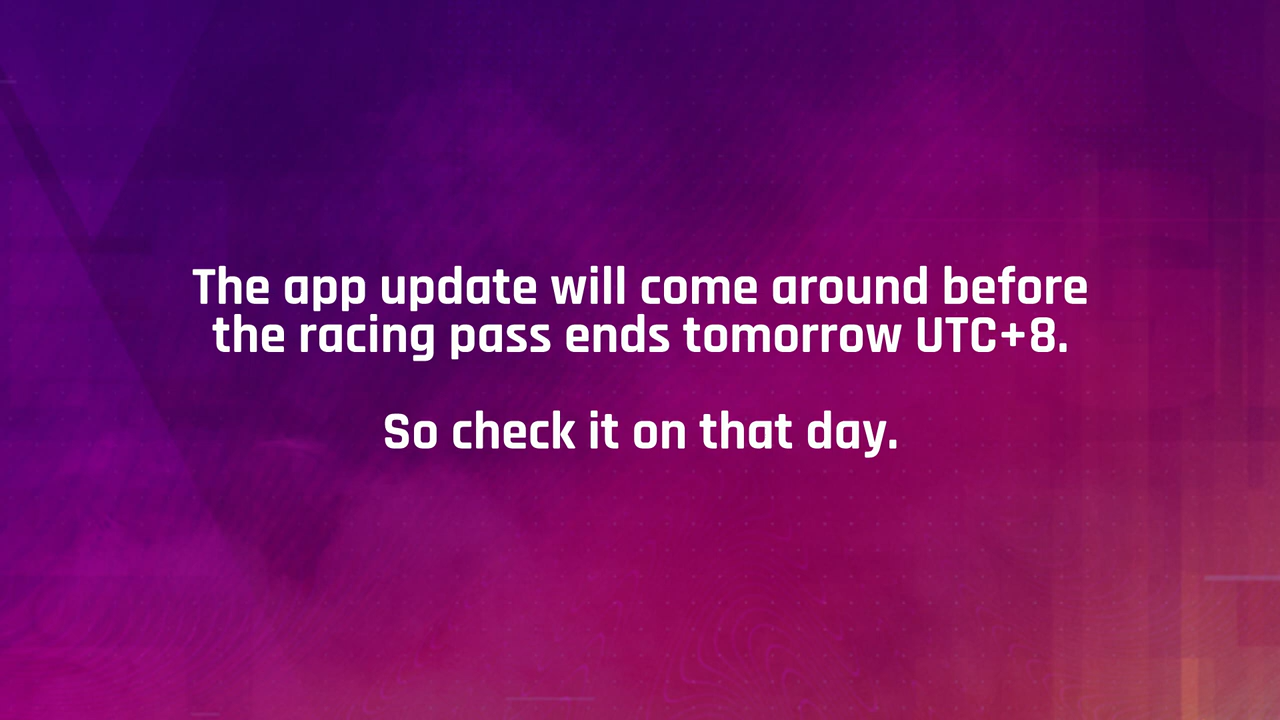 The app update will come around before
the racing pass ends tomorrow UTC+8.
So check it on that day.